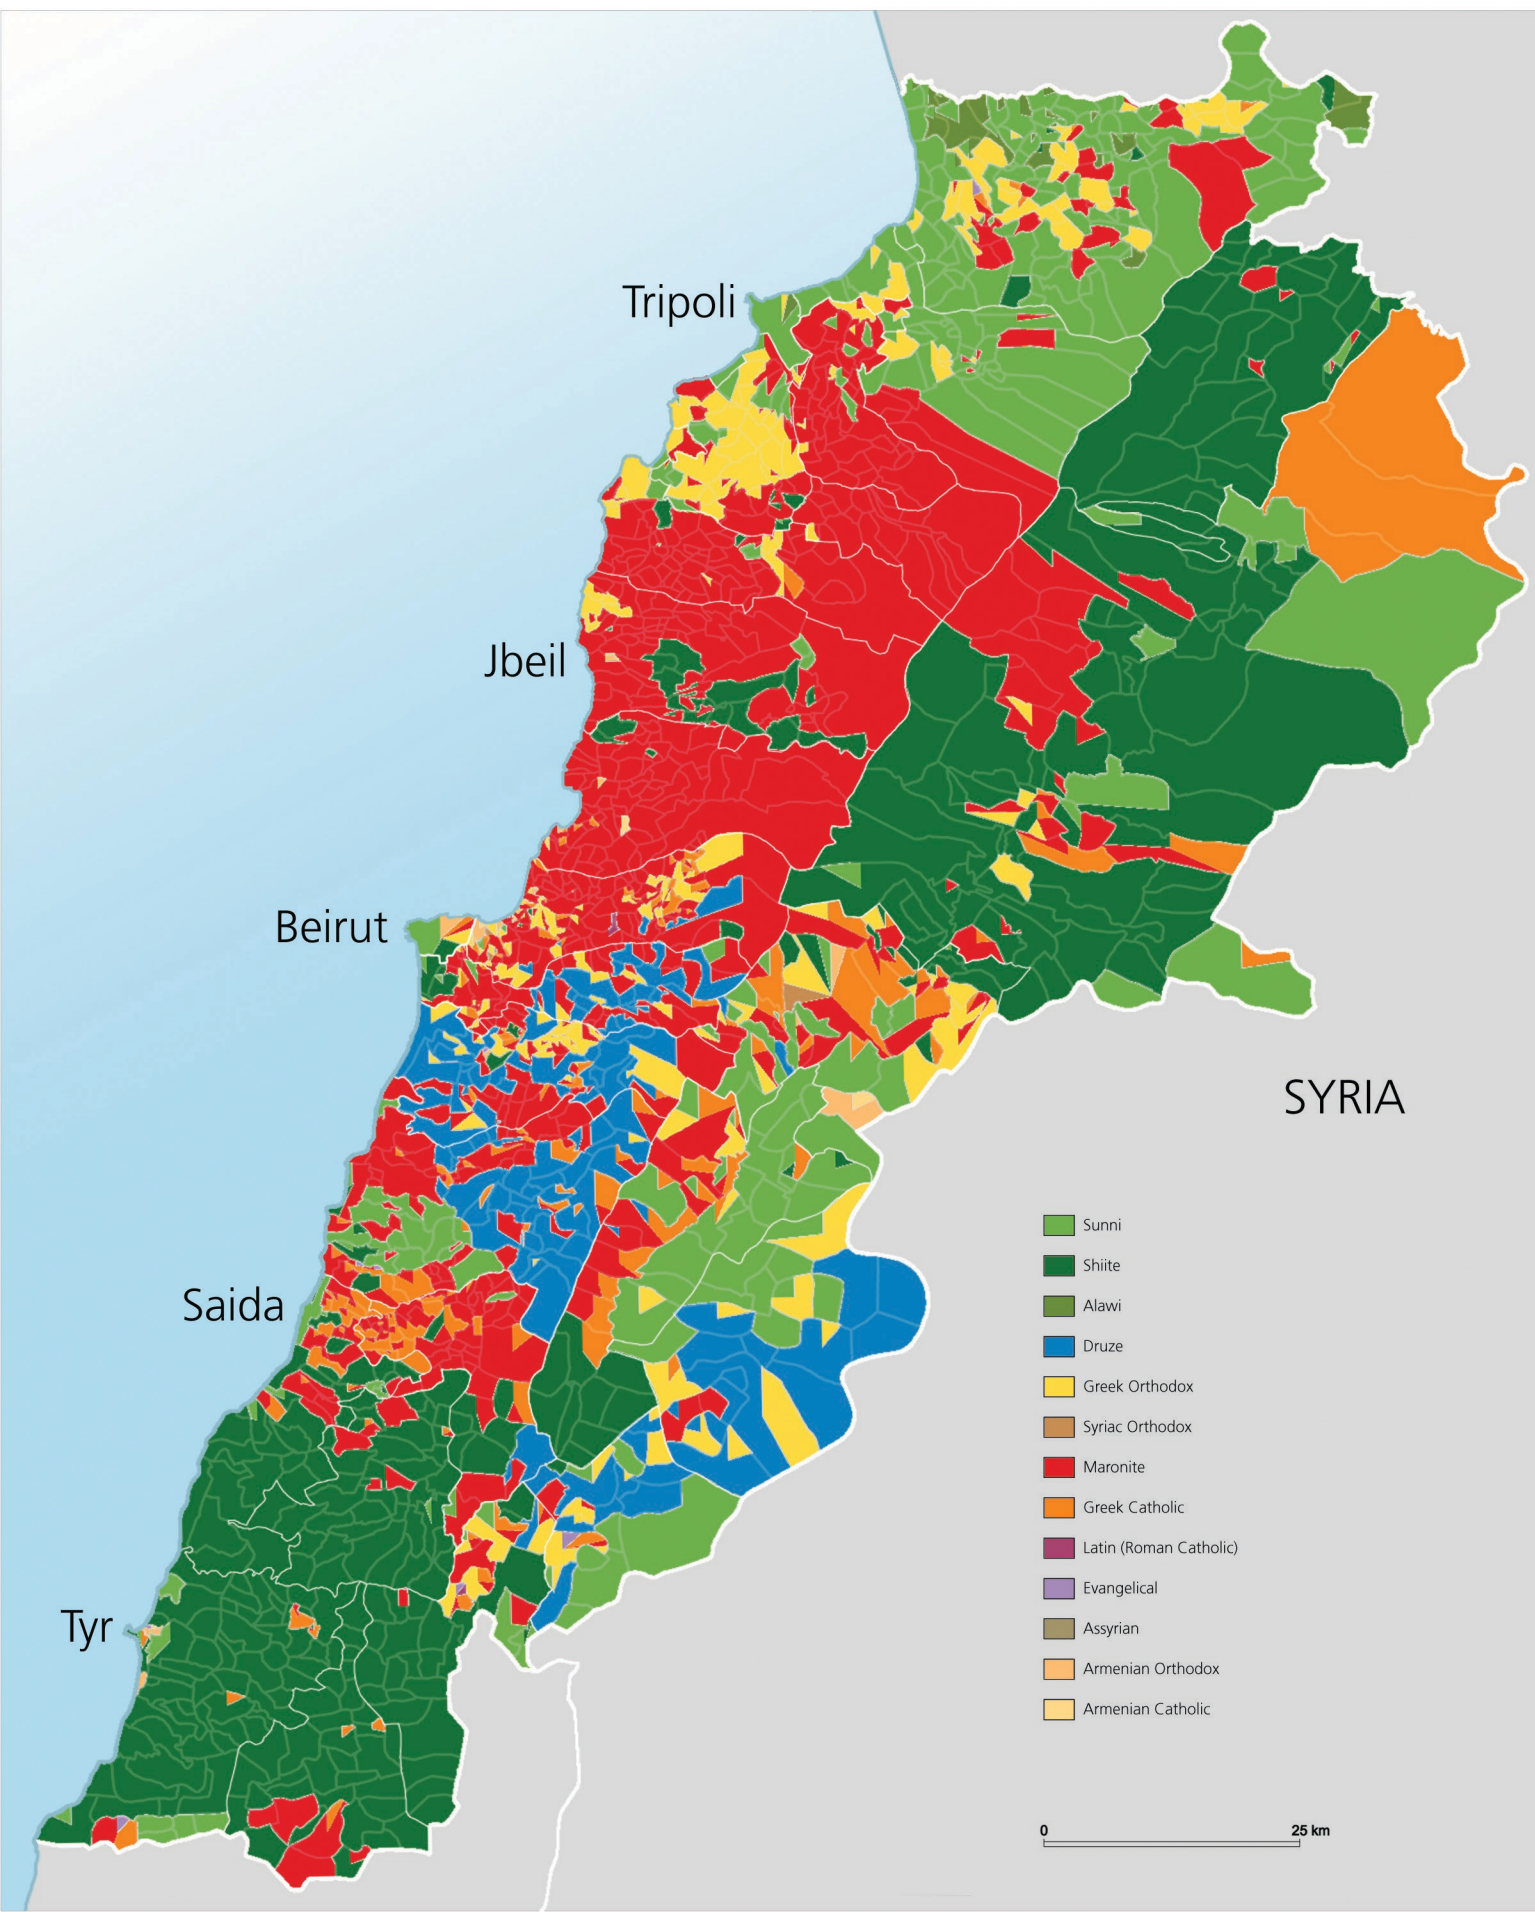 Tripoli
Jbeil
Beirut
SYRIA
Saida
Tyr
Sunni
Shiite
Alawi
Druze
Greek Orthodox
Syriac Orthodox
Maronite
Greek Catholic
Latin (Roman Catholic)
Evangelical
Assyrian
Armenian Orthodox
Armenian Catholic
0 25 km